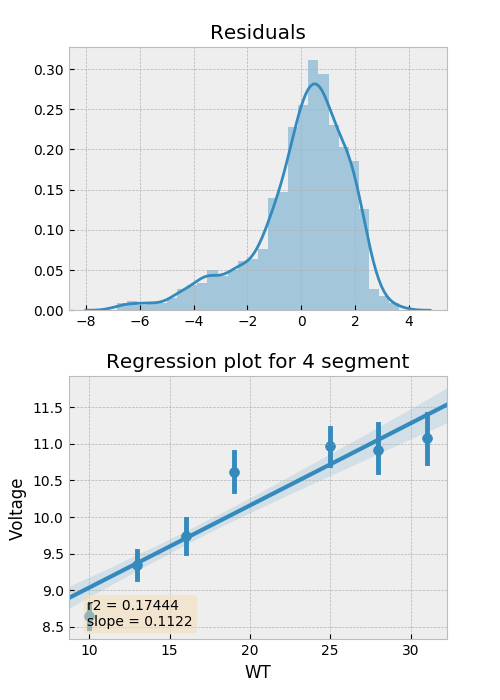 Residuals
0.30
0.25
0.20
0.15
0.10
0.05
0.00
−8 −6 −4 −2 0 2 4
Regression plot for 4 segment
11.5
11.0
10.5
10.0
9.5
9.0
8.5
Voltage
r2 = 0.17444
slope = 0.1122
10 15 20 25 30
WT